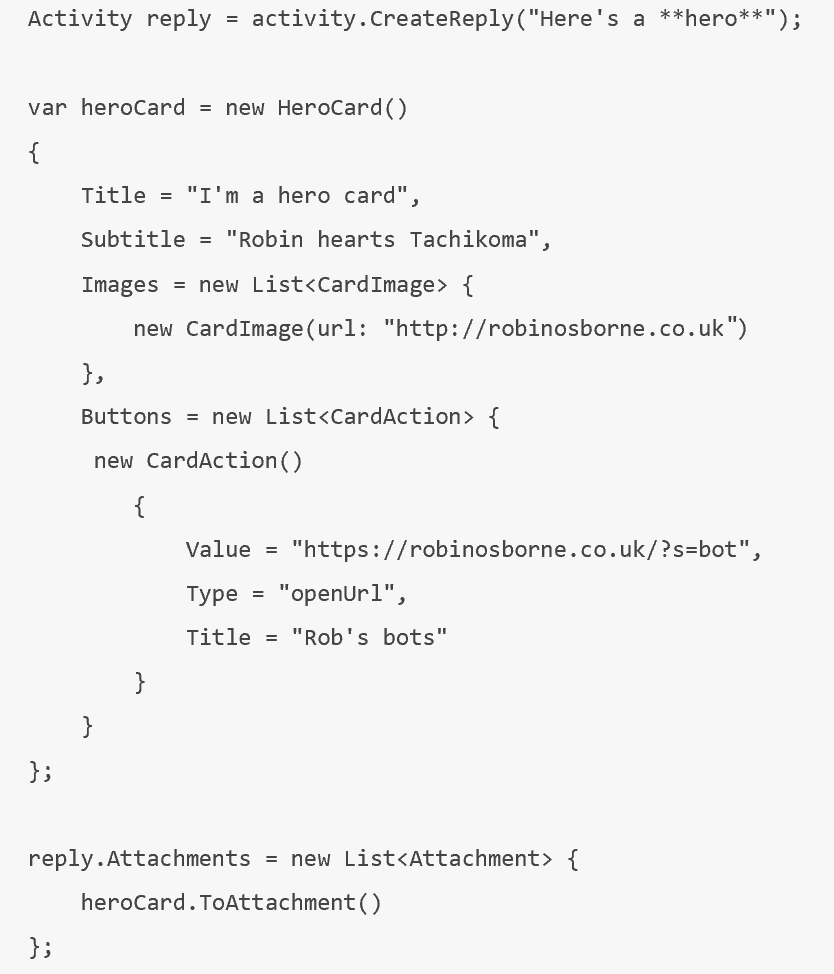 Activity reply = activity.CreateReply("Here's a **hero**");

var heroCard = new HeroCard()
{
    Title = "I'm a hero card",
    Subtitle = "Robin hearts Tachikoma",
    Images = new List<CardImage> {
        new CardImage(url: "http://robinosborne.co.uk")
    },
    Buttons = new List<CardAction> {
     new CardAction()
        {
            Value = "https://robinosborne.co.uk/?s=bot",
            Type = "openUrl",
            Title = "Rob's bots"
        }
    }
};

reply.Attachments = new List<Attachment> {
    heroCard.ToAttachment()
};